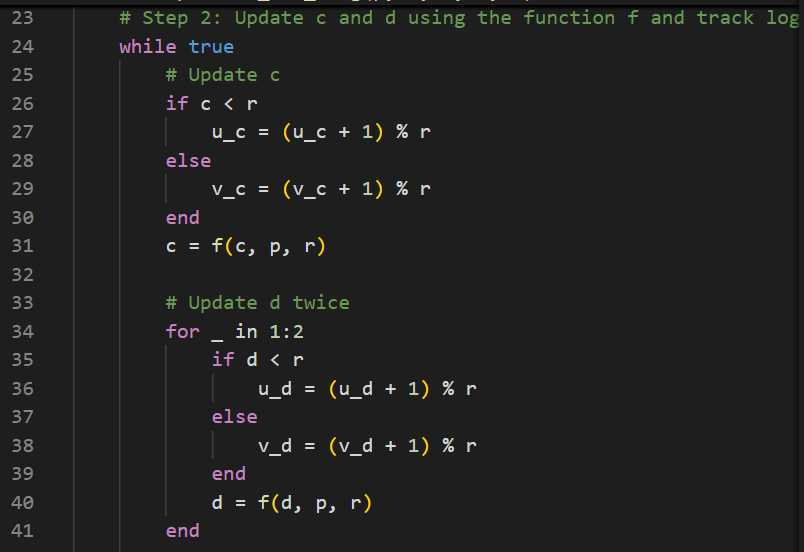 23 # Step 2: Update c and d using the function f and track log
24 while true
25 # Update c
26 if c < r
27 u_c = (u_c + 1) % r
28 else
29 v_c = (v_c + 1) % r
30 end
31 c = f(c, p, r)
32
33 # Update d twice
34 for _ in 1:2
35 if d < r
36 u_d = (u_d + 1) % r
37 else
38 v_d = (v_d + 1) % r
39 end
40 d = f(d, p, r)
41 end